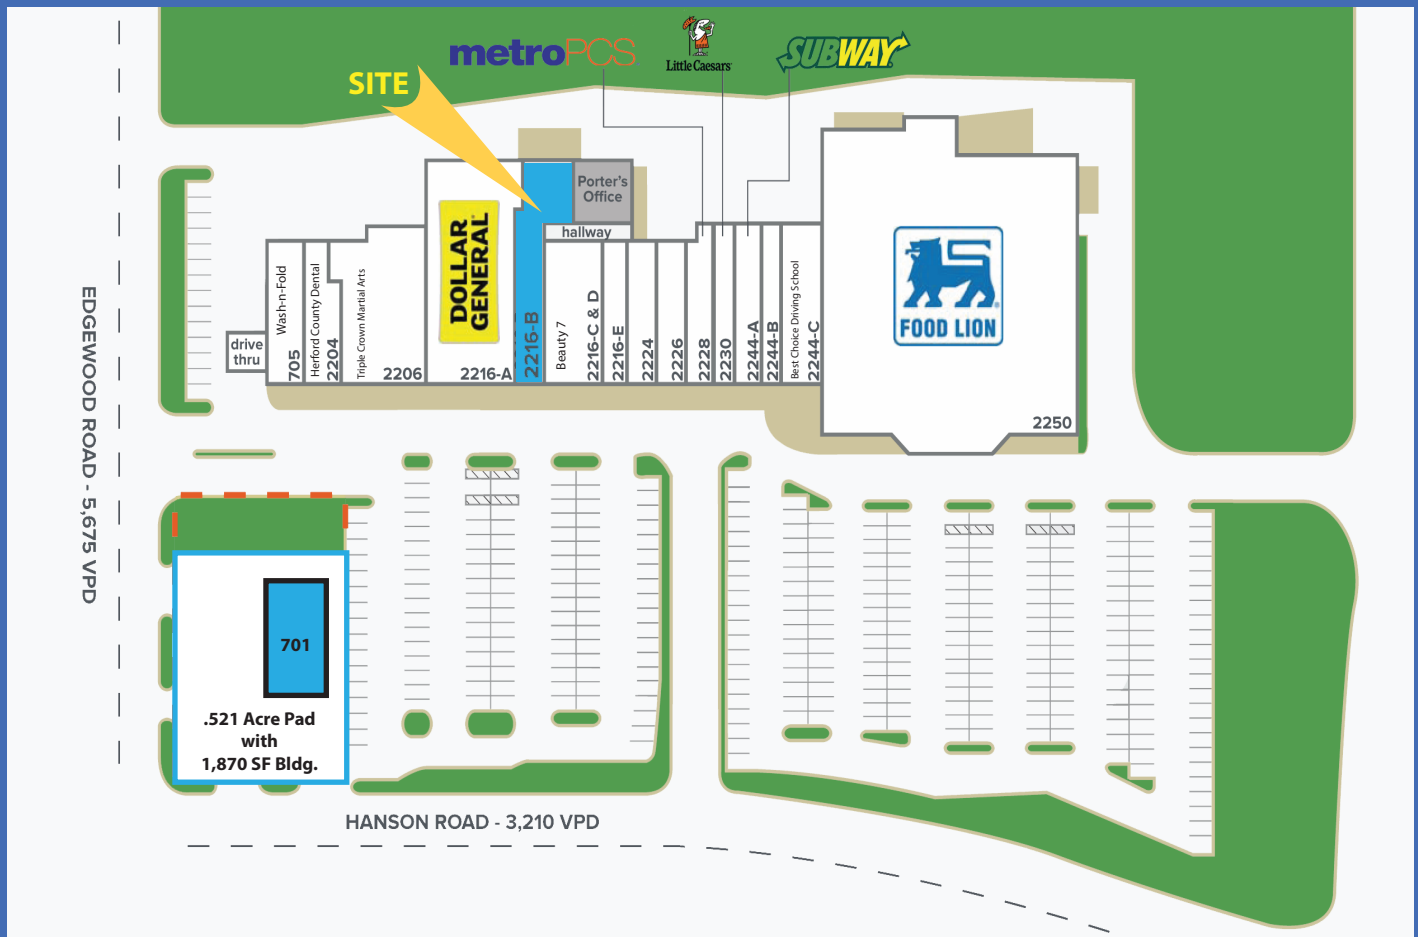 metroPCS
Little Caesars
SUBWAY
SITE
Porter's
Office
hallway
DOLLAR
GENERAL
FOOD LION
drive
thru
Wash-n-Fold
705
Herford County Dental
2204
Triple Crown Martial Arts
2206
2216-A
2216-B
Beauty 7
2216-C & D
2216-E
2224
2226
2228
2230
2244-A
2244-B
Best Choice Driving School
2244-C
2250
EDGEWOOD ROAD - 5,675 VPD
701
.521 Acre Pad
with
1,870 SF Bldg.
HANSON ROAD - 3,210 VPD